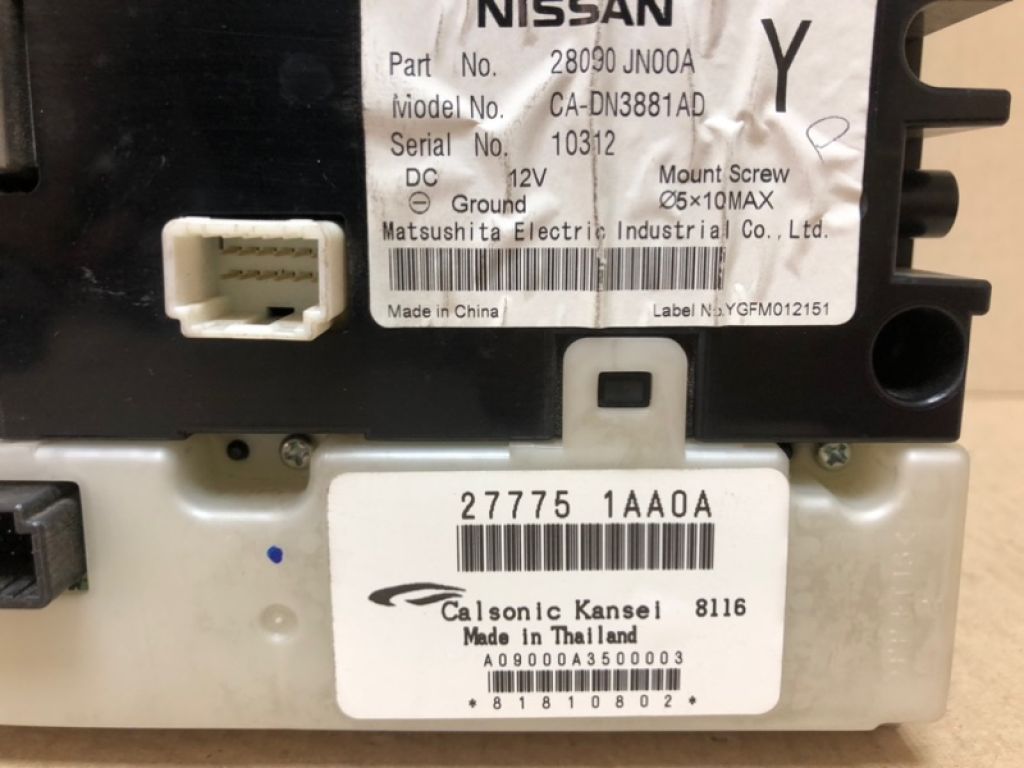 NISSAN
Part No. 28090 JN00A
Y
Model No. CA-DN3881AD
Serial No. 10312
DC 12V Mount Screw
⊖ Ground Ø5×10MAX
Matsushita Electric Industrial Co., Ltd.
Made in China Label No.YGFM012151
27775 1AA0A
Calsonic Kansei 8116
Made in Thailand
A09000A3500003
*81810802*